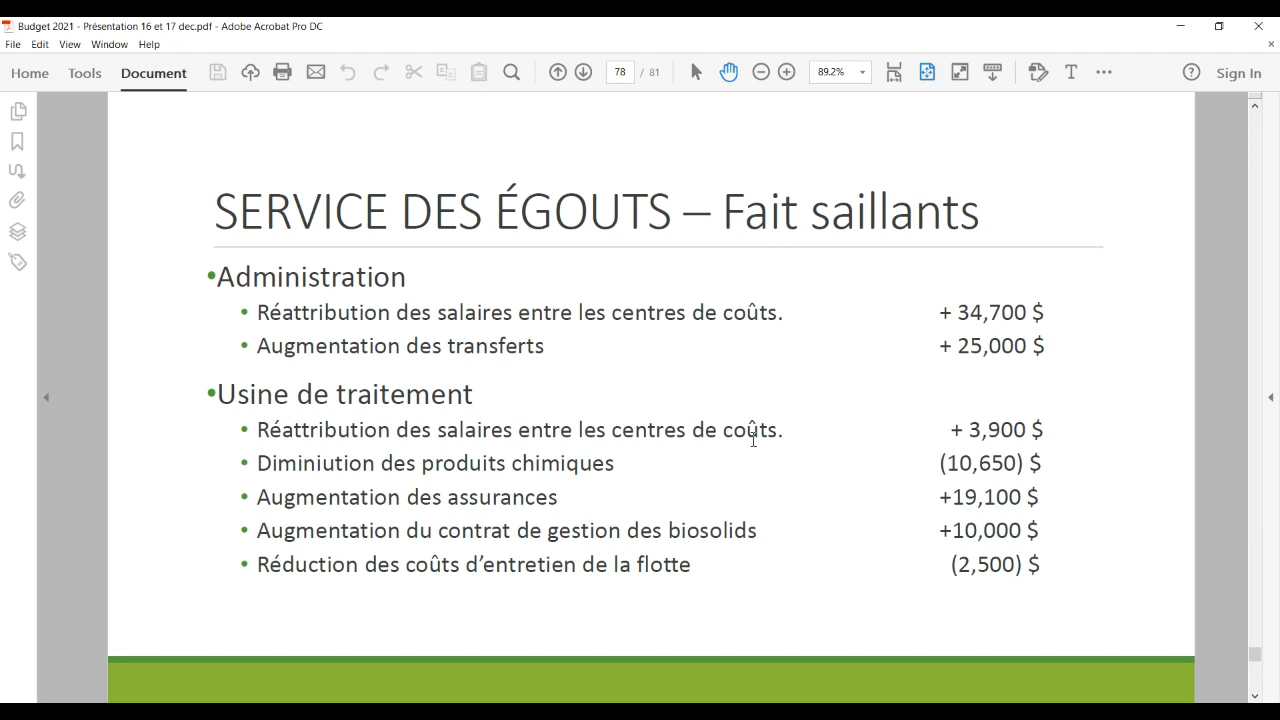 Budget 2021 - Présentation 16 et 17 dec.pdf - Adobe Acrobat Pro DC
File Edit View Window Help
Home Tools Document 78 / 81 89.2% Sign In
SERVICE DES ÉGOUTS – Fait saillants
•Administration
• Réattribution des salaires entre les centres de coûts. + 34,700 $
• Augmentation des transferts + 25,000 $
•Usine de traitement
• Réattribution des salaires entre les centres de coûts. + 3,900 $
• Diminiution des produits chimiques (10,650) $
• Augmentation des assurances +19,100 $
• Augmentation du contrat de gestion des biosolids +10,000 $
• Réduction des coûts d’entretien de la flotte (2,500) $